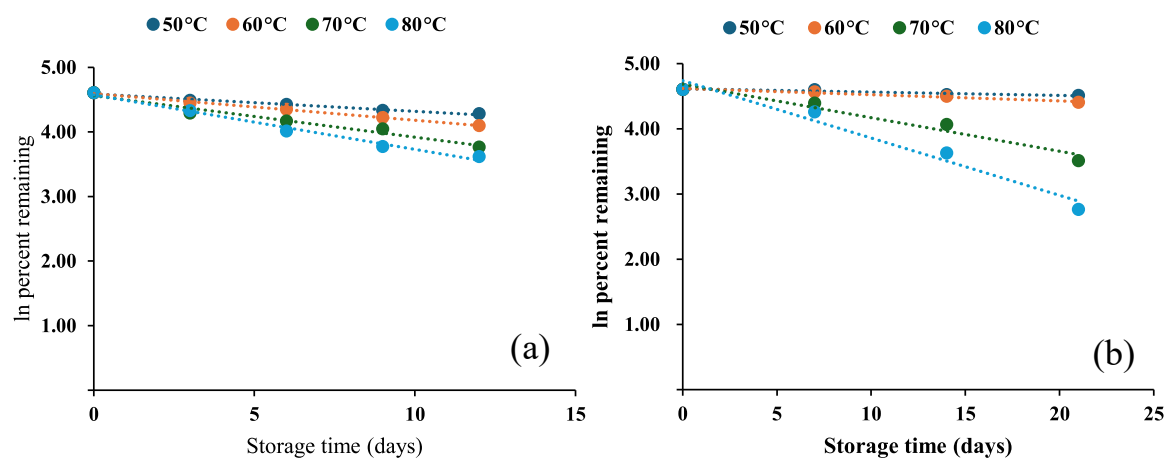 50°C 60°C 70°C 80°C
5.00
4.00
3.00
2.00
1.00
0 5 10 15
ln percent remaining
Storage time (days)
(a)
50°C 60°C 70°C 80°C
5.00
4.00
3.00
2.00
1.00
0 5 10 15 20 25
ln percent remaining
Storage time (days)
(b)